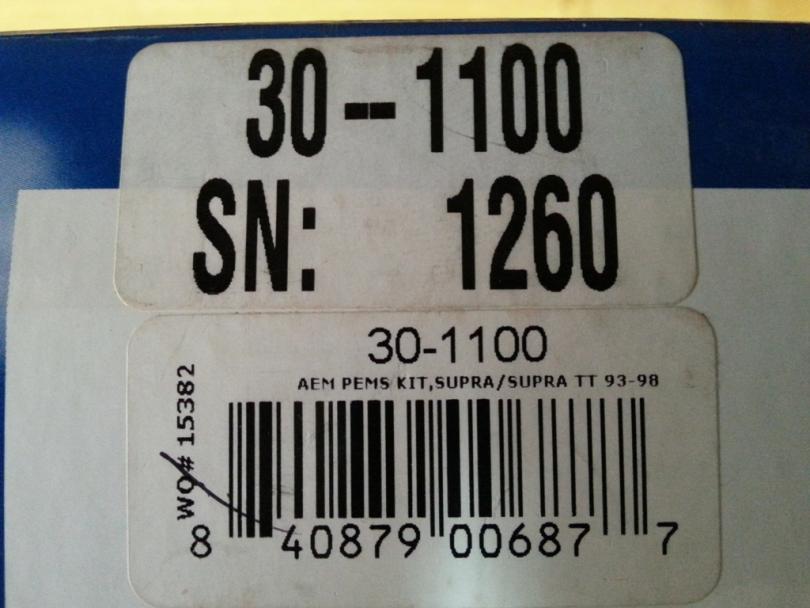 30--1100
SN: 1260
30-1100
AEM PEMS KIT,SUPRA/SUPRA TT 93-98
WO# 15382
8 40879 00687 7